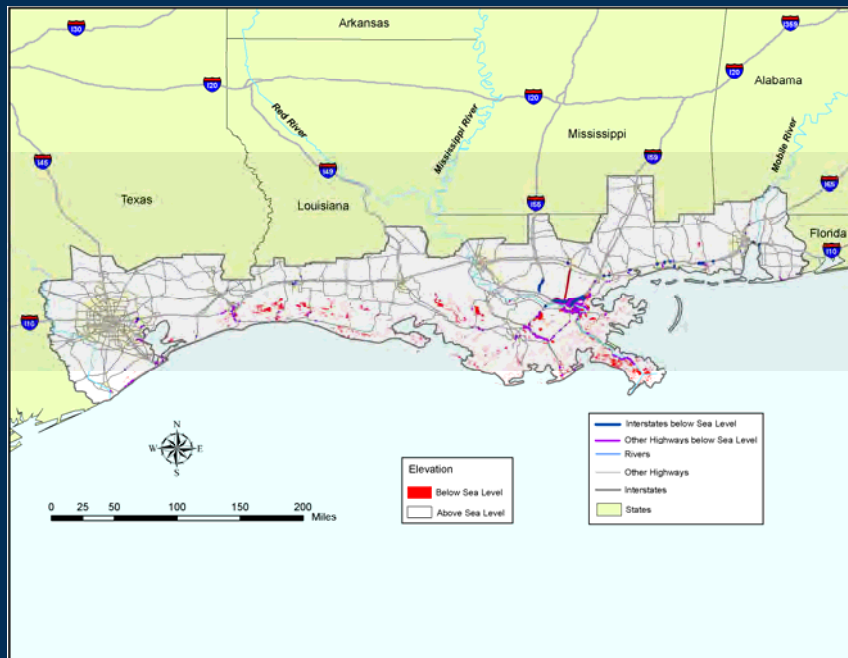 Arkansas
I30
I359
I20
I20
I20
Alabama
Red River
Mississippi River
Mississippi
Mobile River
I45
I49
I59
I65
Texas
Louisiana
I55
Florida
I10
I10
N
W E
S
0 25 50 100 150 200
Miles
Elevation
Below Sea Level
Above Sea Level
Interstates below Sea Level
Other Highways below Sea Level
Rivers
Other Highways
Interstates
States